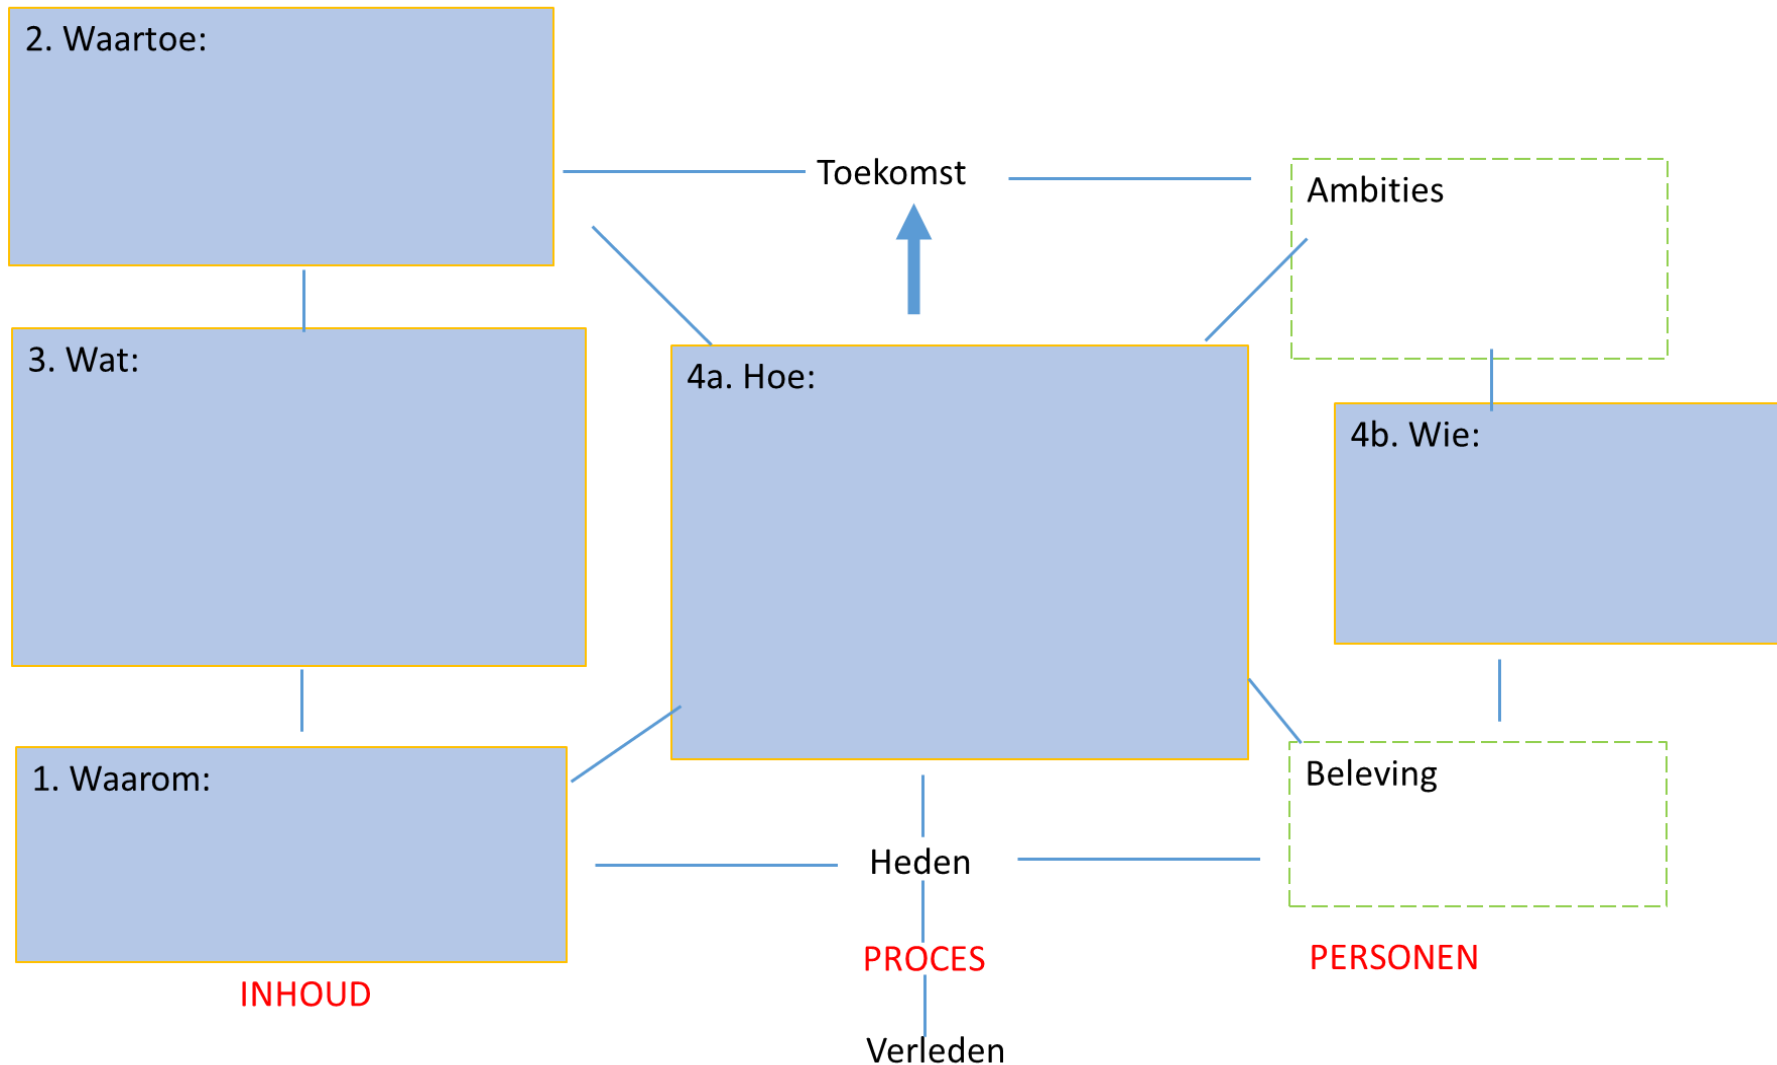 2. Waartoe:
Toekomst
Ambities
3. Wat:
4a. Hoe:
4b. Wie:
1. Waarom:
Beleving
Heden
PROCES
PERSONEN
INHOUD
Verleden